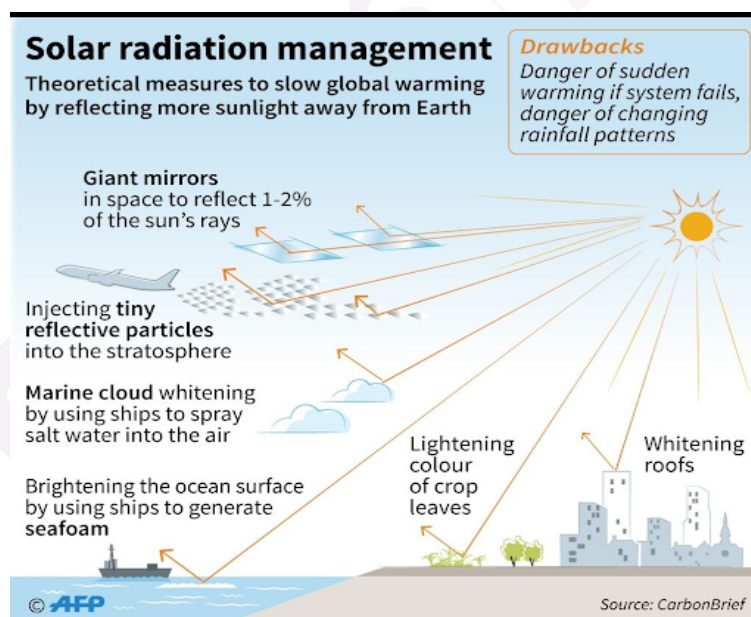 Solar radiation management
Theoretical measures to slow global warming
by reflecting more sunlight away from Earth
Drawbacks
Danger of sudden
warming if system fails,
danger of changing
rainfall patterns
Giant mirrors
in space to reflect 1-2%
of the sun's rays
Injecting tiny
reflective particles
into the stratosphere
Marine cloud whitening
by using ships to spray
salt water into the air
Brightening the ocean surface
by using ships to generate
seafoam
Lightening
colour
of crop
leaves
Whitening
roofs
© AFP
Source: CarbonBrief